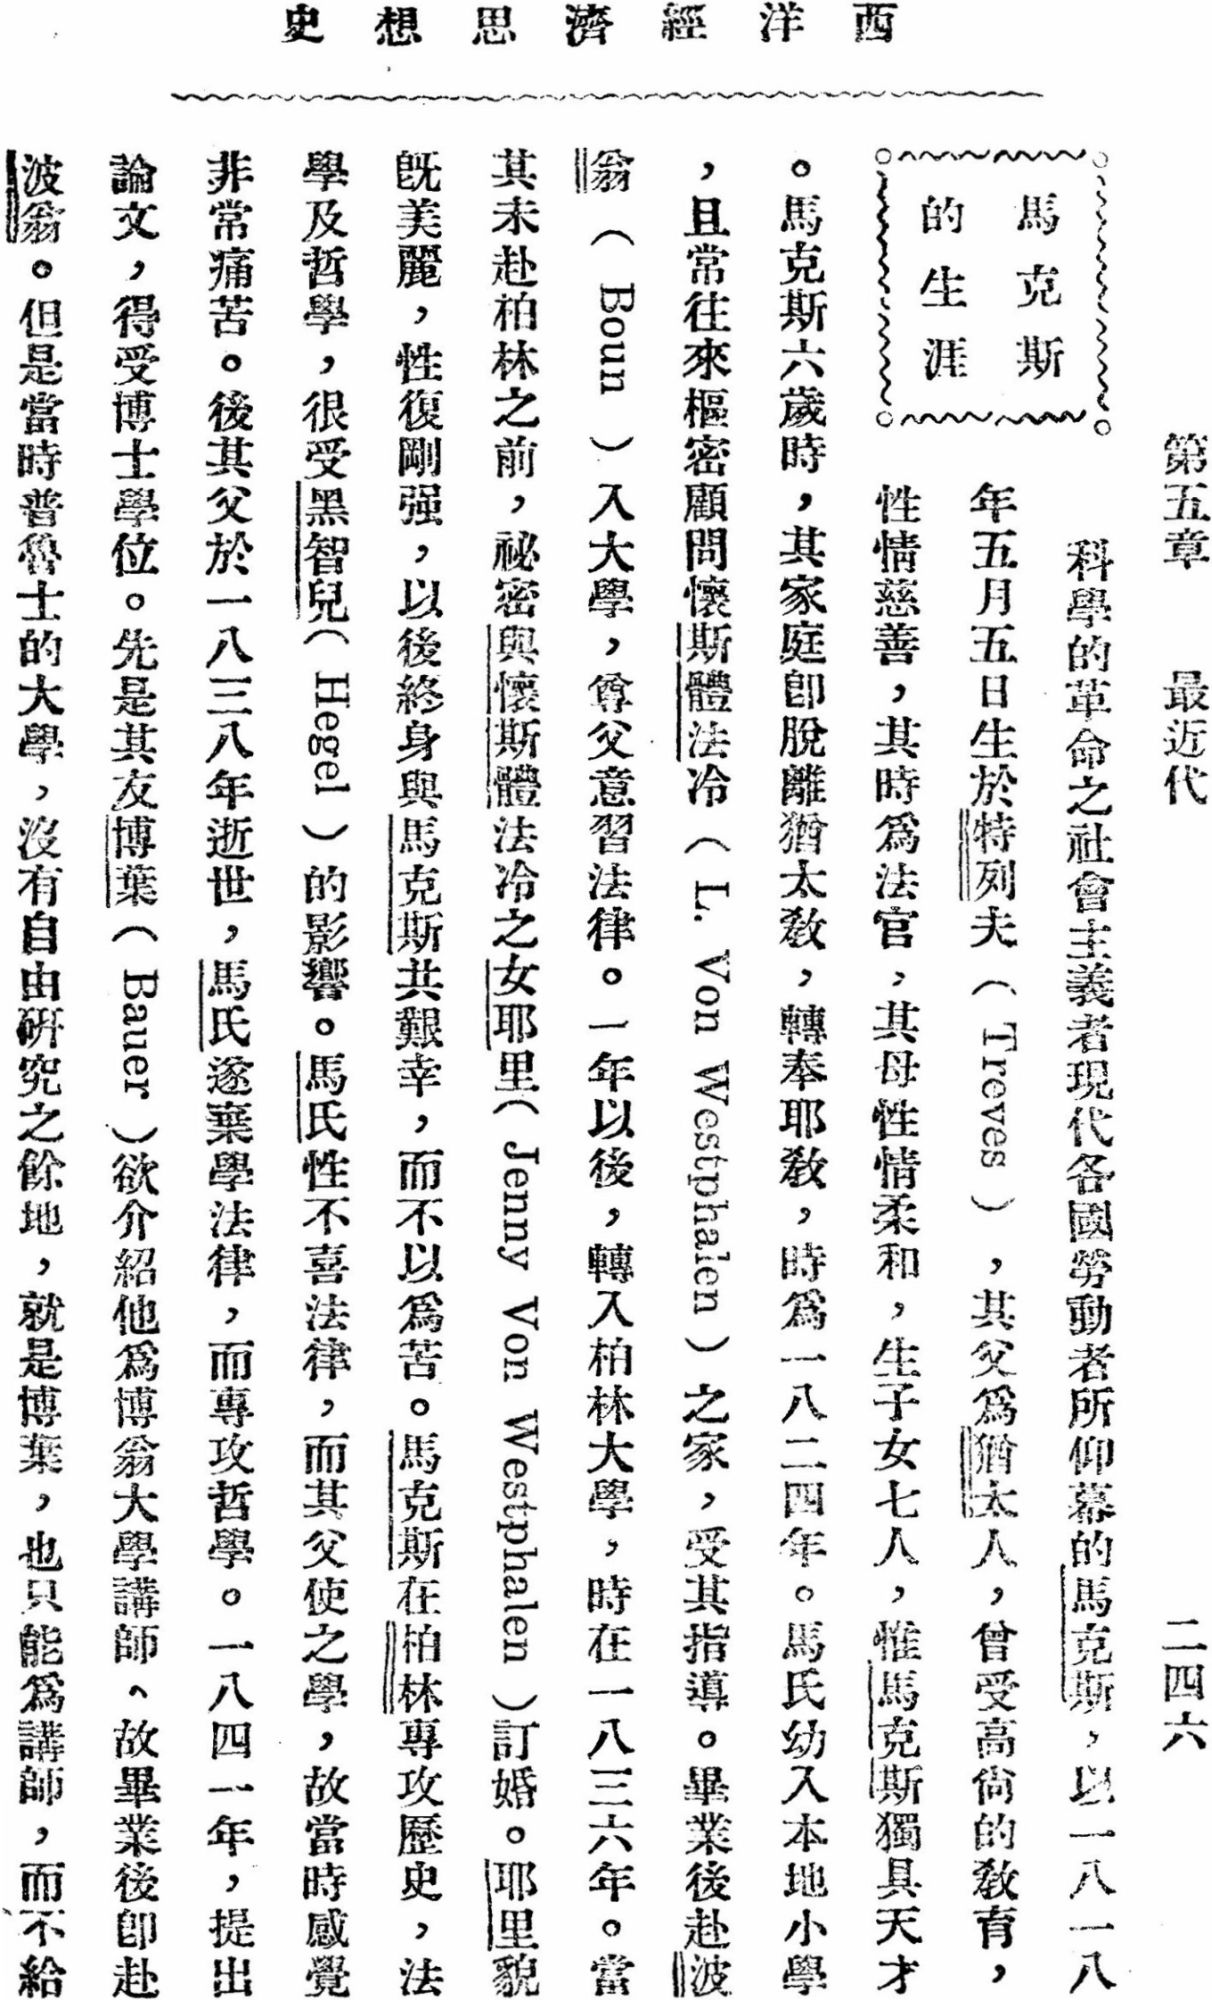 西洋經濟思想史
第五章　最近代　二四六
馬克斯
的生涯
科學的革命之社會主義者現代各國勞動者所仰慕的馬克斯，以一八一八
年五月五日生於特列夫（Treves），其父爲猶太人，曾受高尙的敎育，
性情慈善，其時爲法官，其母性情柔和，生子女七人，惟馬克斯獨具天才
。馬克斯六歲時，其家庭卽脫離猶太敎，轉奉耶敎，時爲一八二四年。馬氏幼入本地小學
，且常往來樞密顧問懷斯體法冷（L. Von Westphalen）之家，受其指導。畢業後赴波
翁（Boun）入大學，尊父意習法律。一年以後，轉入柏林大學，時在一八三六年。當
其未赴柏林之前，祕密與懷斯體法冷之女耶里（Jenny Von Westphalen）訂婚。耶里貌
旣美麗，性復剛强，以後終身與馬克斯共艱幸，而不以爲苦。馬克斯在柏林專攻歷史，法
學及哲學，很受黑智兒（Hegel）的影響。馬氏性不喜法律，而其父使之學，故當時感覺
非常痛苦。後其父於一八三八年逝世，馬氏遂棄學法律，而專攻哲學。一八四一年，提出
論文，得受博士學位。先是其友博葉（Bauer）欲介紹他爲博翁大學講師、故畢業後卽赴
波翁。但是當時普魯士的大學，沒有自由研究之餘地，就是博葉，也只能爲講師，而不給